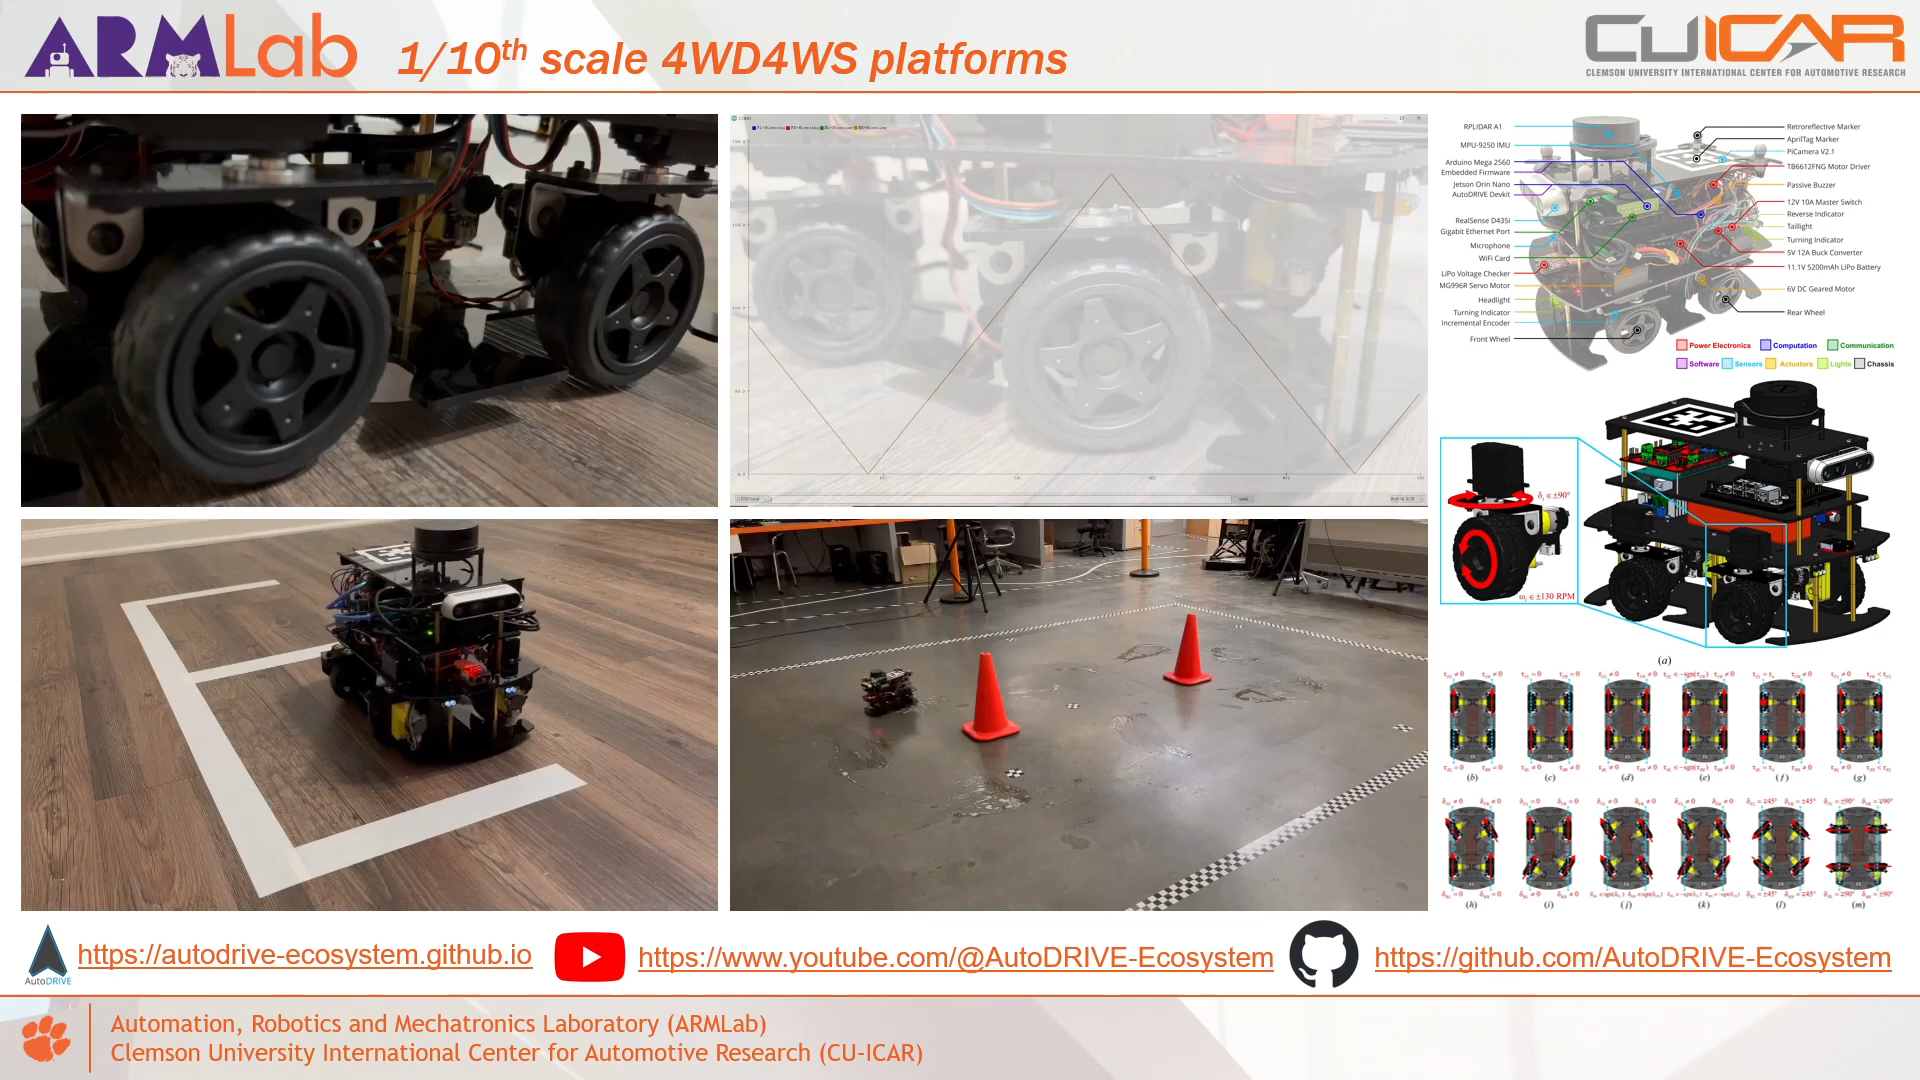 ARMLab
1/10th scale 4WD4WS platforms
CUICAR
CLEMSON UNIVERSITY INTERNATIONAL CENTER FOR AUTOMOTIVE RESEARCH
RPLIDAR A1
MPU-9250 IMU
Arduino Mega 2560
Embedded Firmware
Jetson Orin Nano
AutoDRIVE Devkit
RealSense D435i
Gigabit Ethernet Port
Microphone
WiFi Card
LiPo Voltage Checker
MG996R Servo Motor
Headlight
Turning Indicator
Incremental Encoder
Front Wheel
Retroreflective Marker
AprilTag Marker
PiCamera V2.1
TB6612FNG Motor Driver
Passive Buzzer
12V 10A Master Switch
Reverse Indicator
Taillight
Turning Indicator
5V 12A Buck Converter
11.1V 5200mAh LiPo Battery
6V DC Geared Motor
Rear Wheel
Power Electronics Computation Communication
Software Sensors Actuators Lights Chassis
δᵢ ∈ ±90°
ωᵢ ∈ ±130 RPM
(a)
(b) (c) (d) (e) (f) (g)
(h) (i) (j) (k) (l) (m)
AutoDRIVE
https://autodrive-ecosystem.github.io
https://www.youtube.com/@AutoDRIVE-Ecosystem
https://github.com/AutoDRIVE-Ecosystem
Automation, Robotics and Mechatronics Laboratory (ARMLab)
Clemson University International Center for Automotive Research (CU-ICAR)